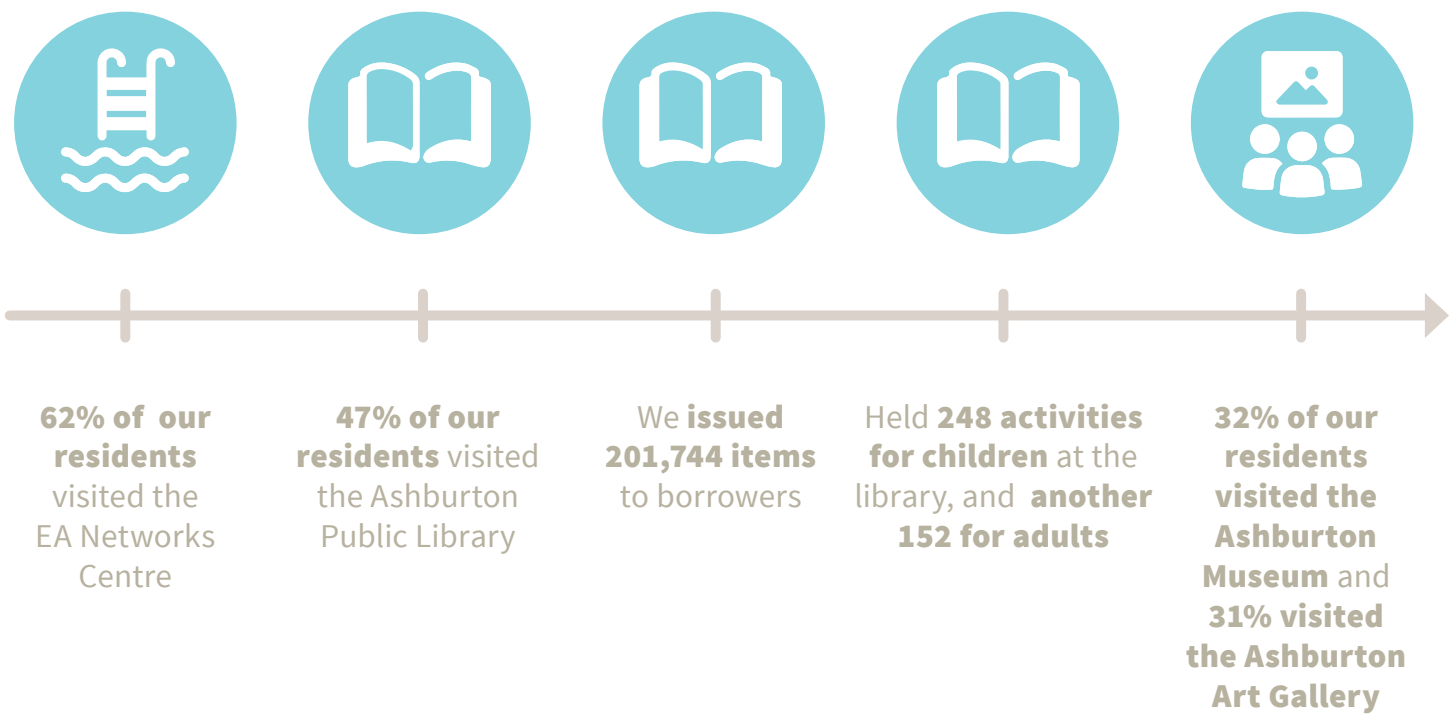 62% of our
residents
visited the
EA Networks
Centre
47% of our
residents visited
the Ashburton
Public Library
We issued
201,744 items
to borrowers
Held 248 activities
for children at the
library, and another
152 for adults
32% of our
residents
visited the
Ashburton
Museum and
31% visited
the Ashburton
Art Gallery